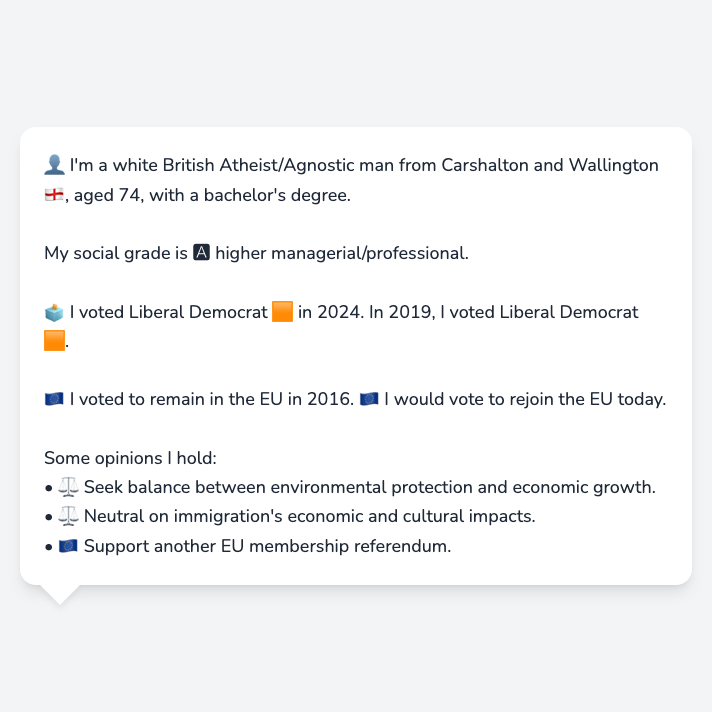 👤 I'm a white British Atheist/Agnostic man from Carshalton and Wallington
🏴󠁧󠁢󠁥󠁮󠁧󠁿, aged 74, with a bachelor's degree.
My social grade is 🅰 higher managerial/professional.
🗳️ I voted Liberal Democrat 🟧 in 2024. In 2019, I voted Liberal Democrat
🟧.
🇪🇺 I voted to remain in the EU in 2016. 🇪🇺 I would vote to rejoin the EU today.
Some opinions I hold:
• ⚖️ Seek balance between environmental protection and economic growth.
• ⚖️ Neutral on immigration's economic and cultural impacts.
• 🇪🇺 Support another EU membership referendum.